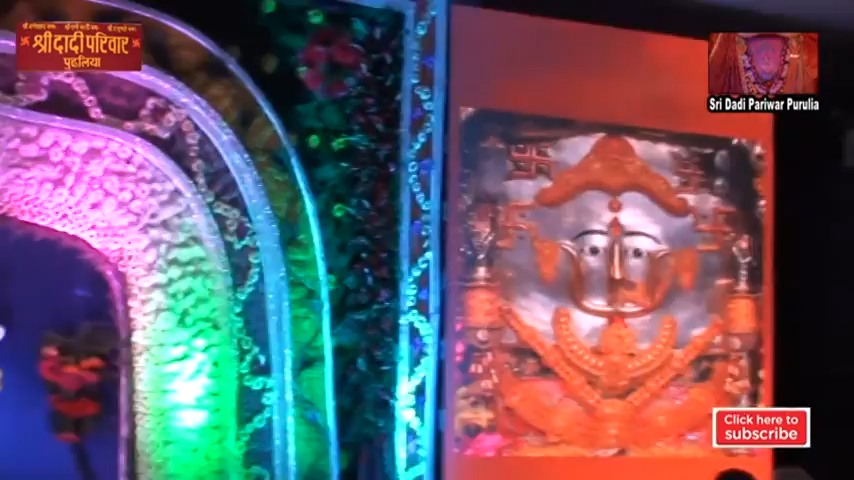 श्री दादी परिवार
पुरुलिया
Sri Dadi Pariwar Purulia
Click here to
subscribe